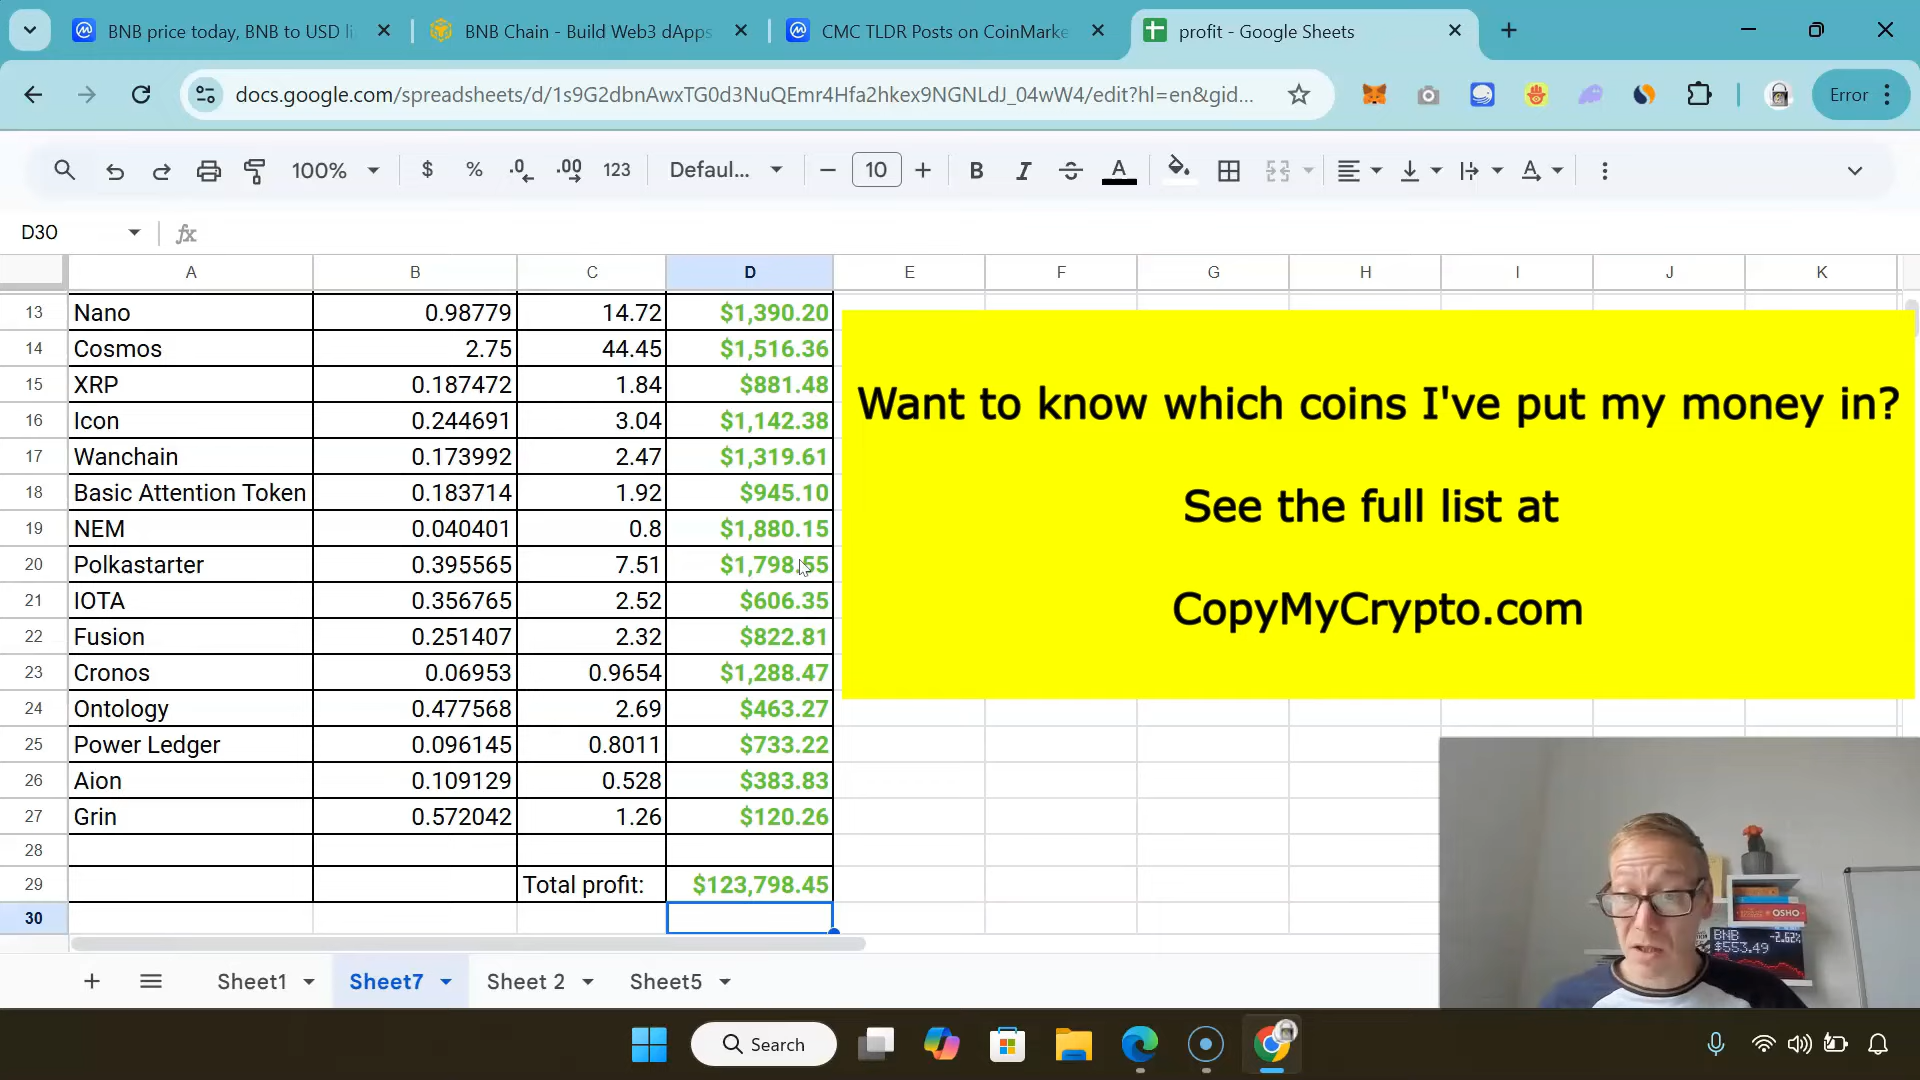 BNB price today, BNB to USD li
BNB Chain - Build Web3 dApps
CMC TLDR Posts on CoinMarke
profit - Google Sheets
docs.google.com/spreadsheets/d/1s9G2dbnAwxTG0d3NuQEmr4Hfa2hkex9NGNLdJ_04wW4/edit?hl=en&gid...
Error
100%
$
%
.0
.00
123
Defaul...
10
B
I
A
A
D30
fx
A B C D E F G H I J K
13 Nano 0.98779 14.72 $1,390.20
14 Cosmos 2.75 44.45 $1,516.36
15 XRP 0.187472 1.84 $881.48
16 Icon 0.244691 3.04 $1,142.38
17 Wanchain 0.173992 2.47 $1,319.61
18 Basic Attention Token 0.183714 1.92 $945.10
19 NEM 0.040401 0.8 $1,880.15
20 Polkastarter 0.395565 7.51 $1,798.55
21 IOTA 0.356765 2.52 $606.35
22 Fusion 0.251407 2.32 $822.81
23 Cronos 0.06953 0.9654 $1,288.47
24 Ontology 0.477568 2.69 $463.27
25 Power Ledger 0.096145 0.8011 $733.22
26 Aion 0.109129 0.528 $383.83
27 Grin 0.572042 1.26 $120.26
28
29 Total profit: $123,798.45
30
Want to know which coins I've put my money in?
See the full list at
CopyMyCrypto.com
OSHO
BNB -2.62%
$553.49
Sheet1
Sheet7
Sheet 2
Sheet5
Search